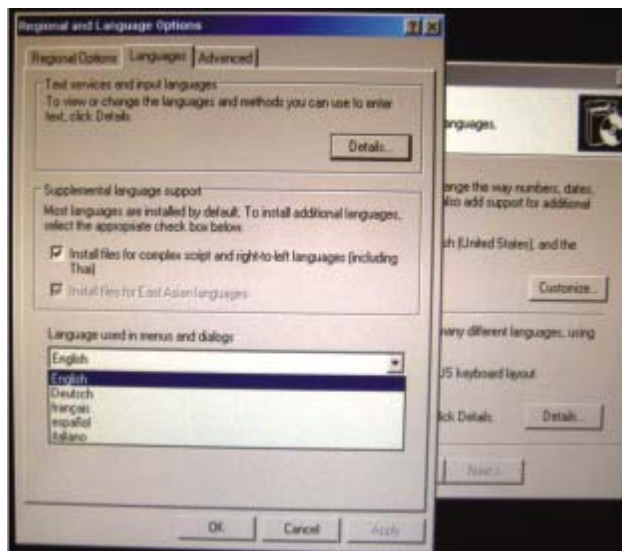 Regional and Language Options
Regional Options
Languages
Advanced
Text services and input languages
To view or change the languages and methods you can use to enter
text, click Details.
Details...
Supplemental language support
Most languages are installed by default. To install additional languages,
select the appropriate check box below.
Install files for complex script and right-to-left languages (including
Thai)
Install files for East Asian languages
Language used in menus and dialogs
English
English
Deutsch
français
español
italiano
OK
Cancel
Apply
anguages.
ange the way numbers, dates,
also add support for additional
sh (United States), and the
Customize...
many different languages, using
US keyboard layout
lick Details.
Details...
Next >